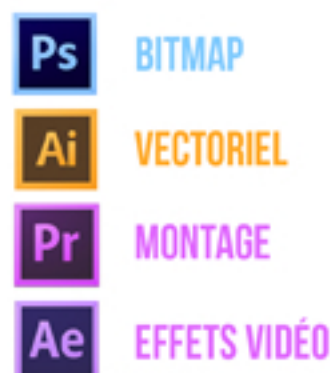 Ps BITMAP
Ai VECTORIEL
Pr MONTAGE
Ae EFFETS VIDÉO